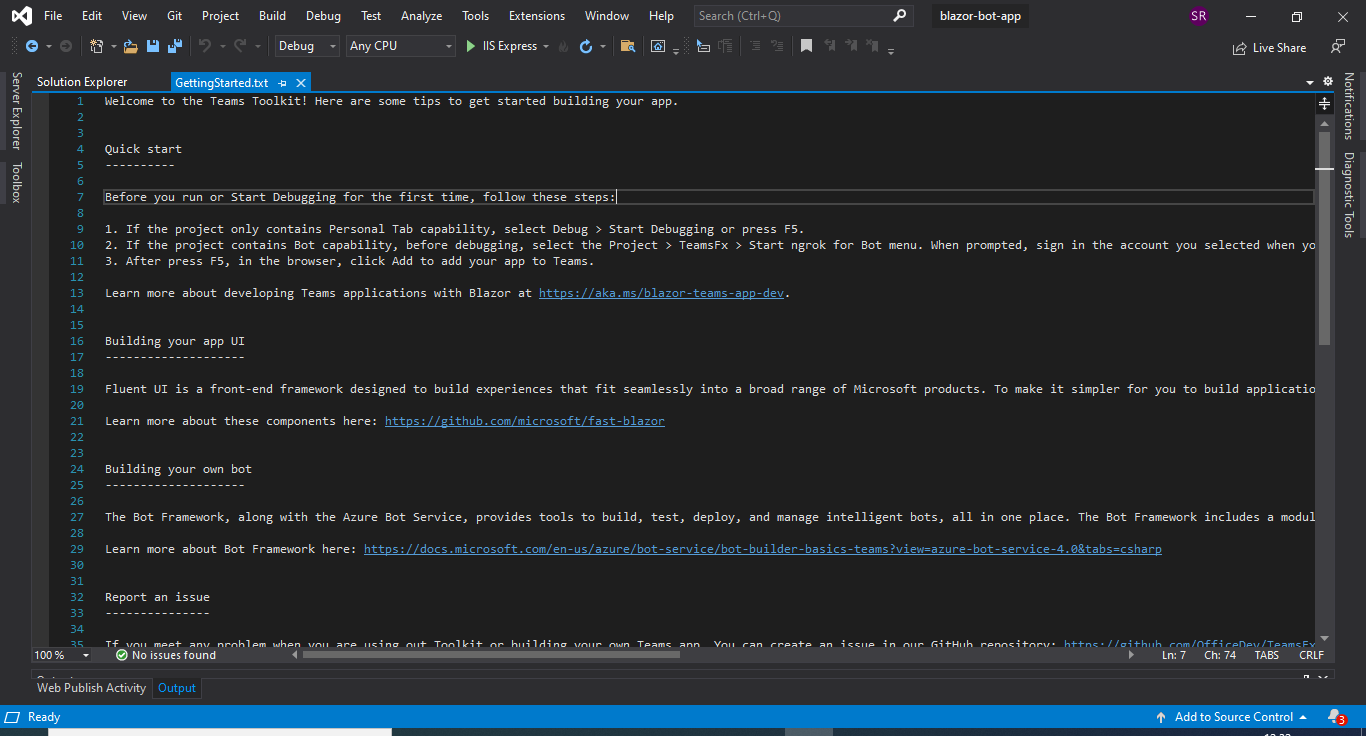 File Edit View Git Project Build Debug Test Analyze Tools Extensions Window Help Search (Ctrl+Q) blazor-bot-app SR
Debug Any CPU IIS Express Live Share
Server Explorer
Toolbox
Solution Explorer GettingStarted.txt
Notifications
Diagnostic Tools
1 Welcome to the Teams Toolkit! Here are some tips to get started building your app.
2
3
4 Quick start
5 ----------
6
7 Before you run or Start Debugging for the first time, follow these steps:
8
9 1. If the project only contains Personal Tab capability, select Debug > Start Debugging or press F5.
10 2. If the project contains Bot capability, before debugging, select the Project > TeamsFx > Start ngrok for Bot menu. When prompted, sign in the account you selected when yo
11 3. After press F5, in the browser, click Add to add your app to Teams.
12
13 Learn more about developing Teams applications with Blazor at https://aka.ms/blazor-teams-app-dev.
14
15
16 Building your app UI
17 --------------------
18
19 Fluent UI is a front-end framework designed to build experiences that fit seamlessly into a broad range of Microsoft products. To make it simpler for you to build applicatio
20
21 Learn more about these components here: https://github.com/microsoft/fast-blazor
22
23
24 Building your own bot
25 --------------------
26
27 The Bot Framework, along with the Azure Bot Service, provides tools to build, test, deploy, and manage intelligent bots, all in one place. The Bot Framework includes a modul
28
29 Learn more about Bot Framework here: https://docs.microsoft.com/en-us/azure/bot-service/bot-builder-basics-teams?view=azure-bot-service-4.0&tabs=csharp
30
31
32 Report an issue
33 ---------------
34
35 If you meet any problem when you are using out Toolkit or building your own Teams app. You can create an issue in our GitHub repository: https://github.com/OfficeDev/TeamsFx
100 % No issues found Ln: 7 Ch: 74 TABS CRLF
Web Publish Activity Output
Ready Add to Source Control 3